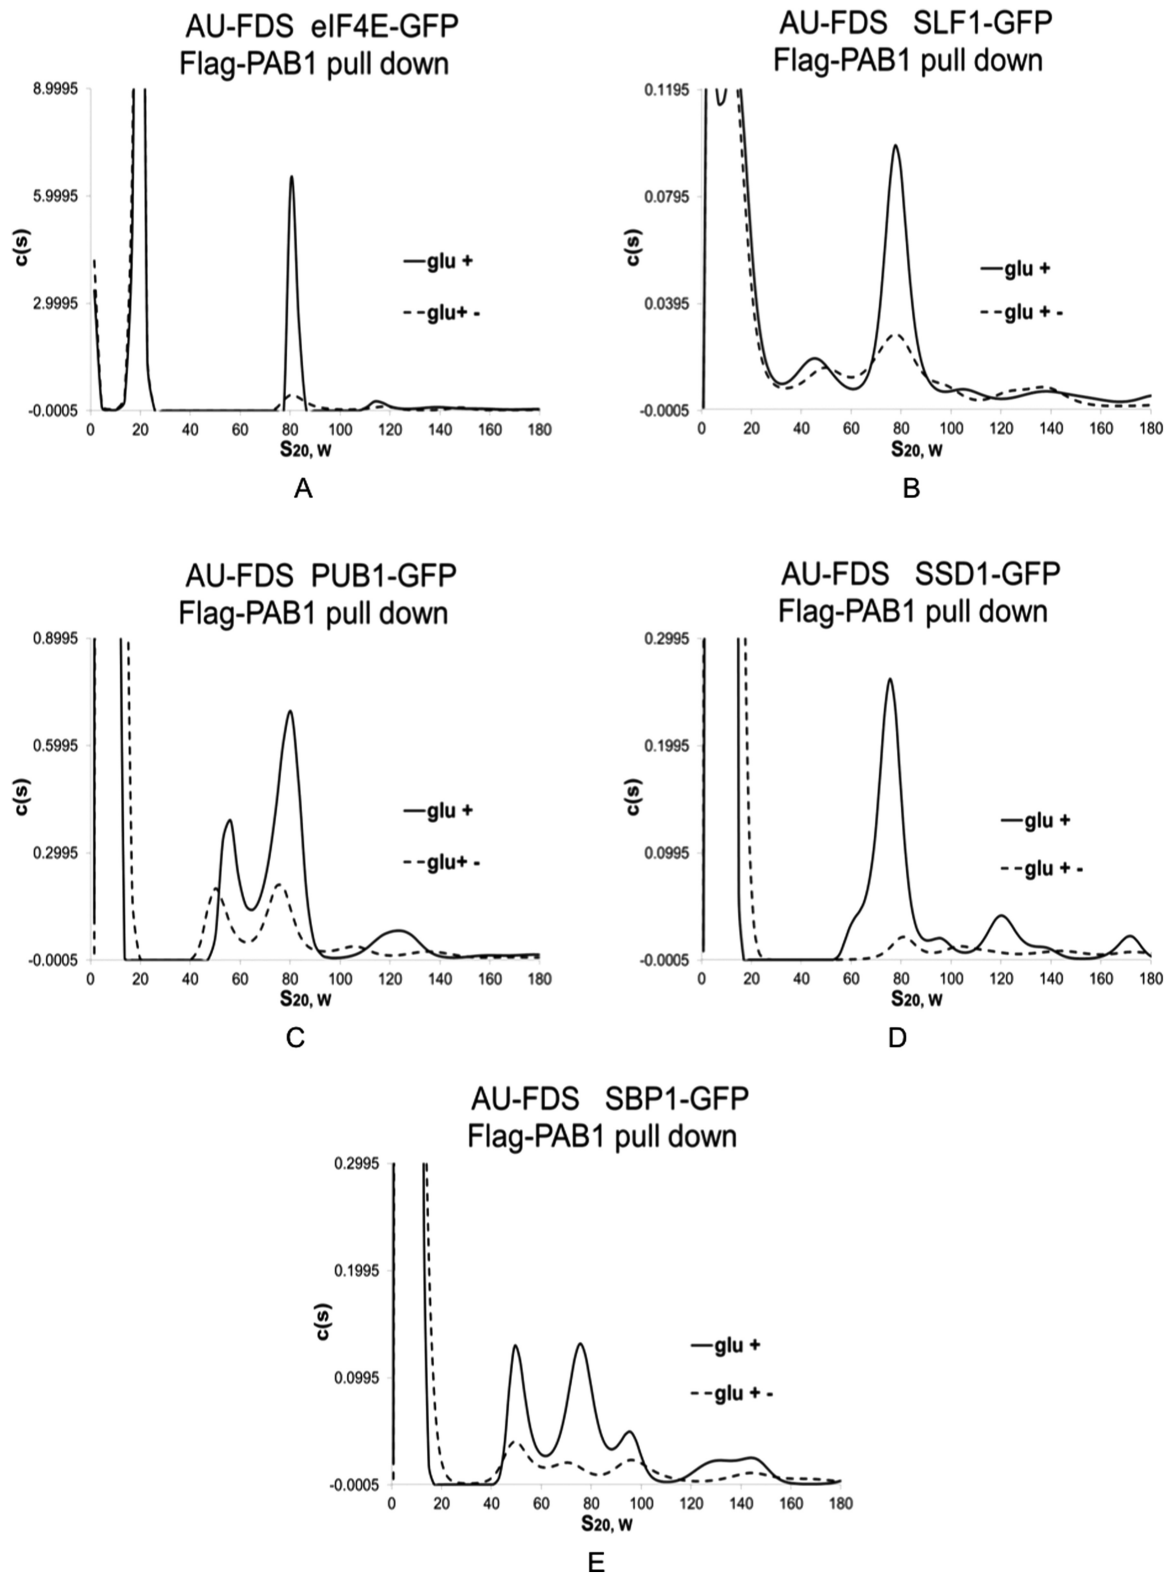 AU-FDS eIF4E-GFP
Flag-PAB1 pull down
8.9995
5.9995
2.9995
-0.0005
c(s)
glu +
glu+ -
0 20 40 60 80 100 120 140 160 180
S20, W
A
AU-FDS SLF1-GFP
Flag-PAB1 pull down
0.1195
0.0795
0.0395
-0.0005
c(s)
glu +
glu + -
0 20 40 60 80 100 120 140 160 180
S20, W
B
AU-FDS PUB1-GFP
Flag-PAB1 pull down
0.8995
0.5995
0.2995
-0.0005
c(s)
glu +
glu+ -
0 20 40 60 80 100 120 140 160 180
S20, W
C
AU-FDS SSD1-GFP
Flag-PAB1 pull down
0.2995
0.1995
0.0995
-0.0005
c(s)
glu +
glu + -
0 20 40 60 80 100 120 140 160 180
S20, W
D
AU-FDS SBP1-GFP
Flag-PAB1 pull down
0.2995
0.1995
0.0995
-0.0005
c(s)
glu +
glu + -
0 20 40 60 80 100 120 140 160 180
S20, W
E